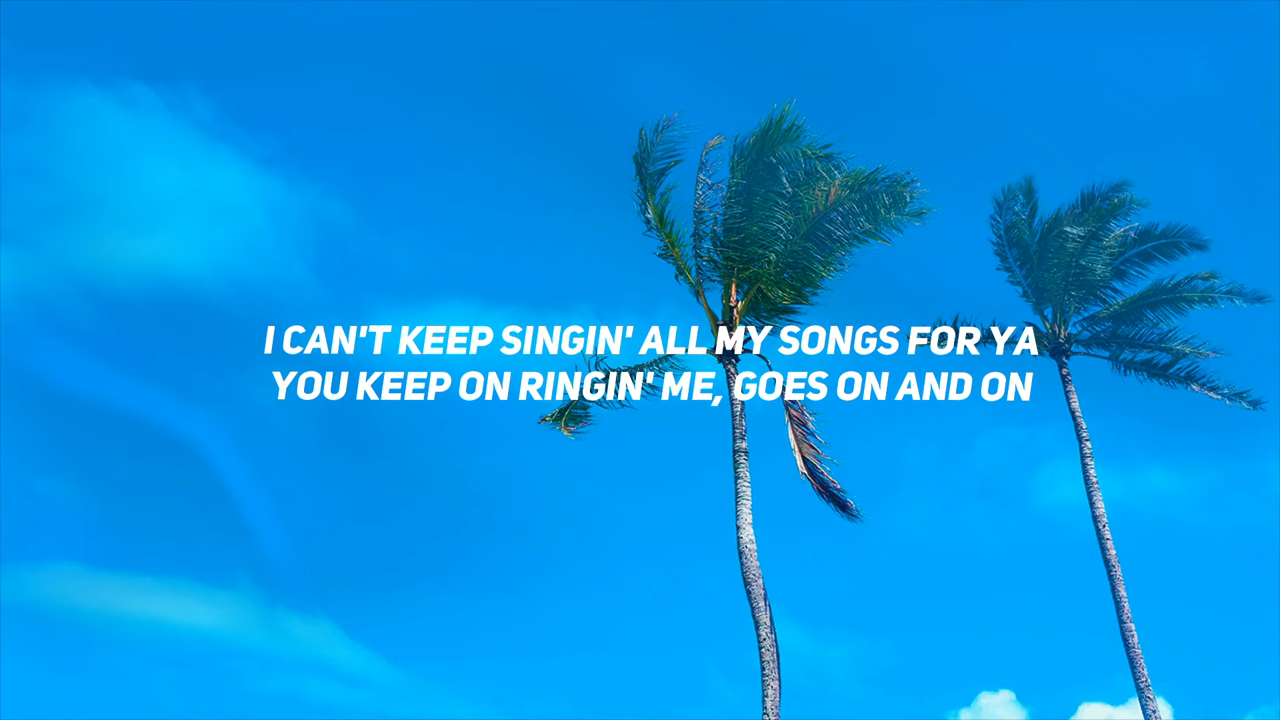 I CAN'T KEEP SINGIN' ALL MY SONGS FOR YA
YOU KEEP ON RINGIN' ME, GOES ON AND ON